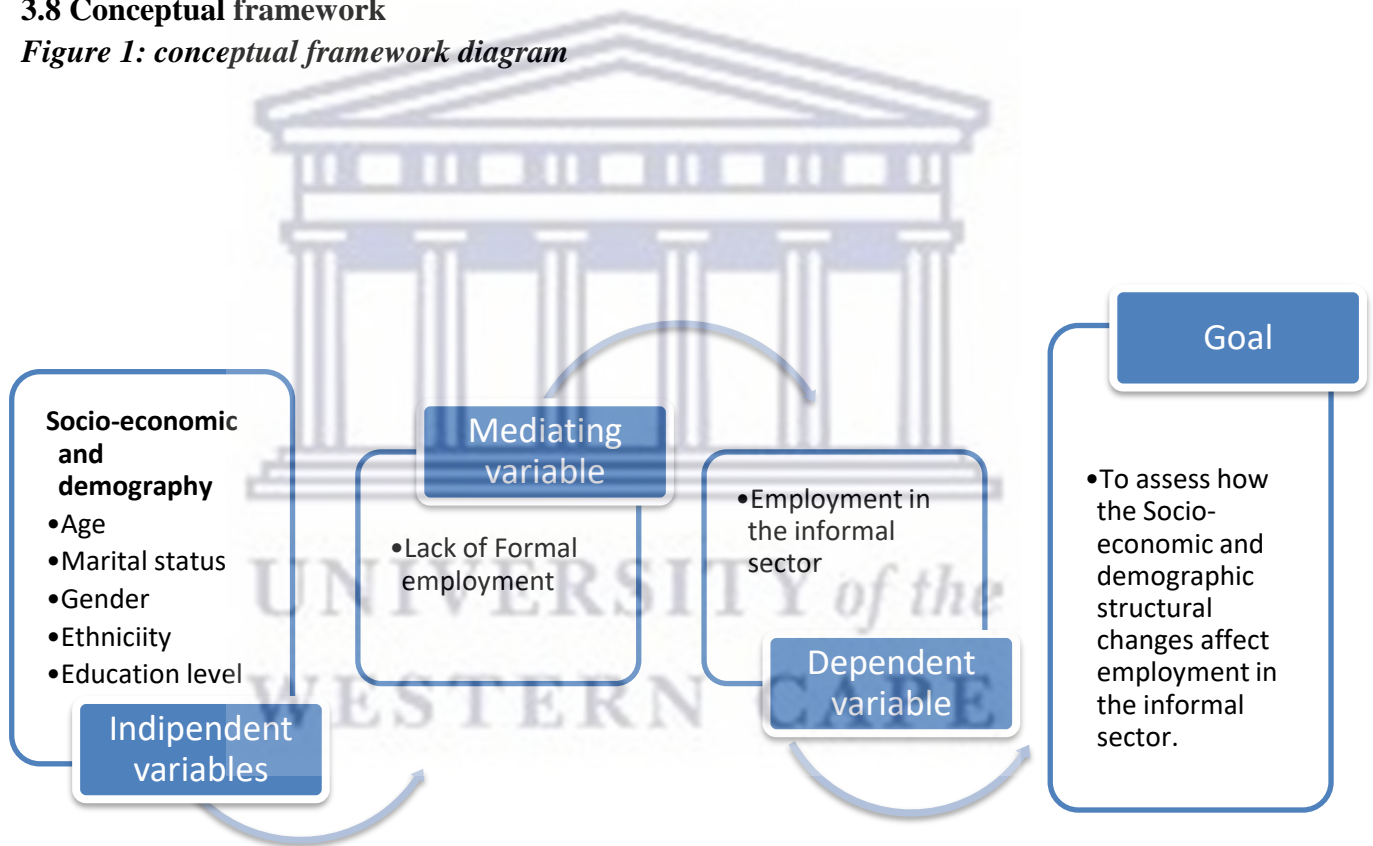 3.8 Conceptual framework
Figure 1: conceptual framework diagram
Socio-economic
and
demography
•Age
•Marital status
•Gender
•Ethniciity
•Education level
Indipendent
variables
Mediating
variable
•Lack of Formal
employment
•Employment in
the informal
sector
Dependent
variable
Goal
•To assess how
the Socio-
economic and
demographic
structural
changes affect
employment in
the informal
sector.
UNIVERSITY of the
WESTERN CAPE